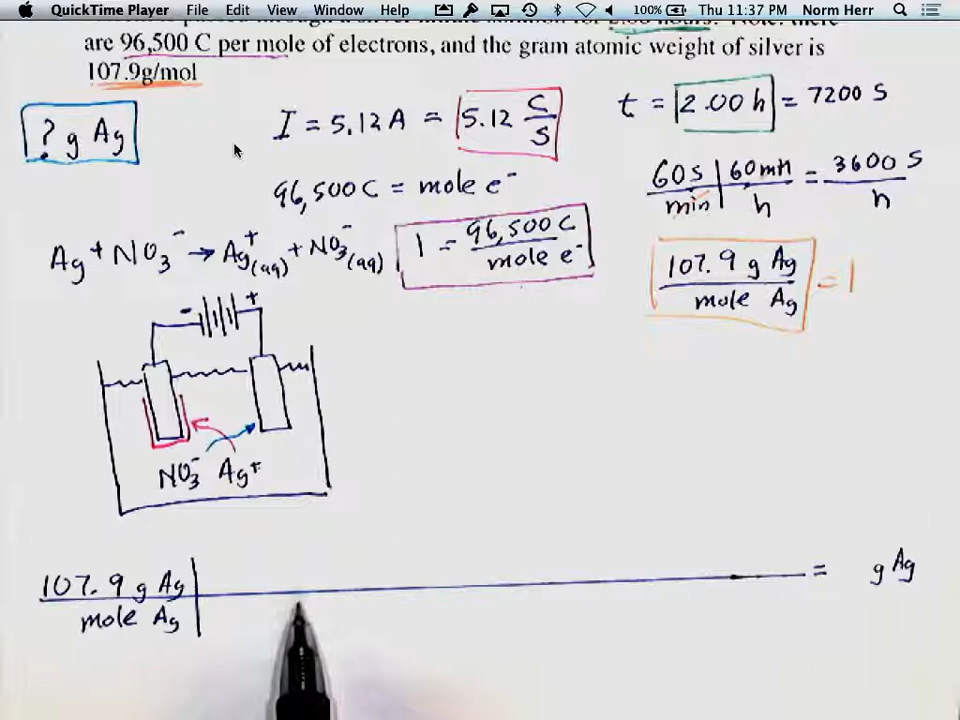 QuickTime Player File Edit View Window Help 100% Tue 11:37 PM Norm Herr
are 96,500 C per mole of electrons, and the gram atomic weight of silver is
107.9g/mol
? g Ag
I = 5.12 A = 5.12 C/S
t = 2.00 h = 7200 S
96,500 C = mole e⁻
60 s/min | 60 min/h = 3600 S/h
Ag⁺ NO₃⁻ → Ag⁺(aq) + NO₃⁻(aq)
1 = 96,500 C/mole e⁻
107.9 g Ag/mole Ag = 1
- +
NO₃⁻ Ag⁺
107.9 g Ag/mole Ag | = g Ag